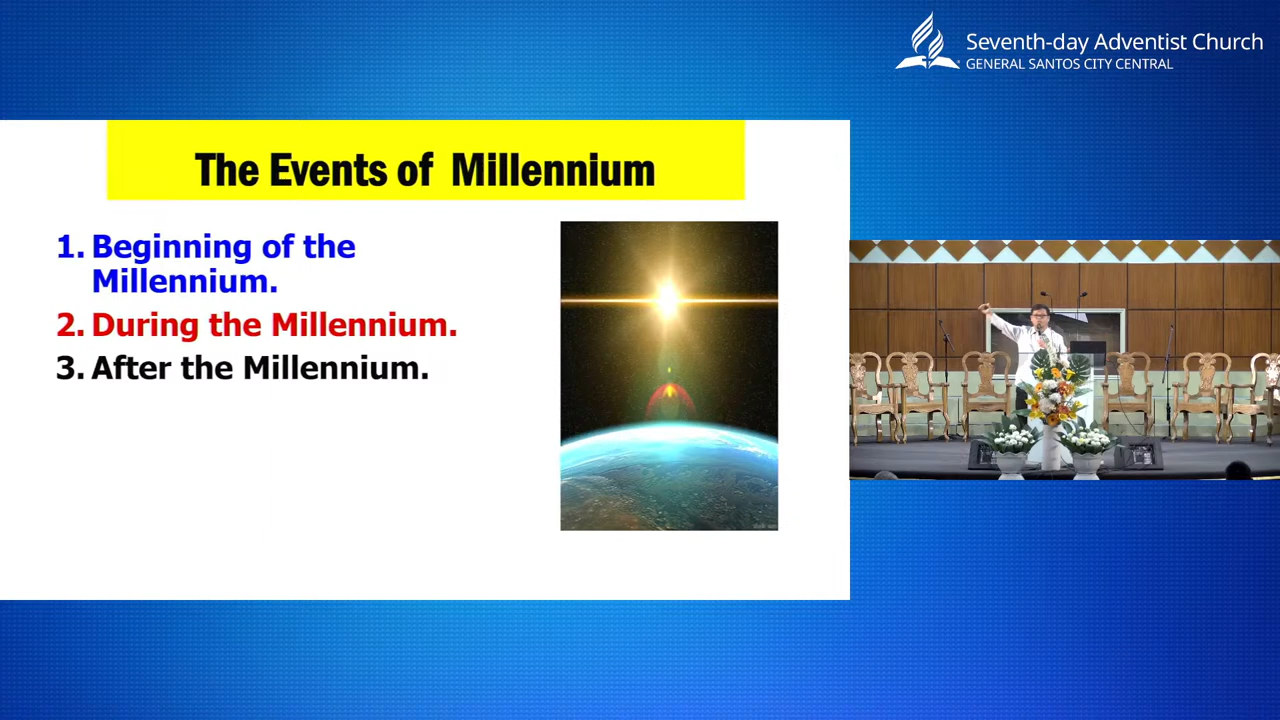 Seventh-day Adventist Church
GENERAL SANTOS CITY CENTRAL
The Events of Millennium
1. Beginning of the
Millennium.
2. During the Millennium.
3. After the Millennium.